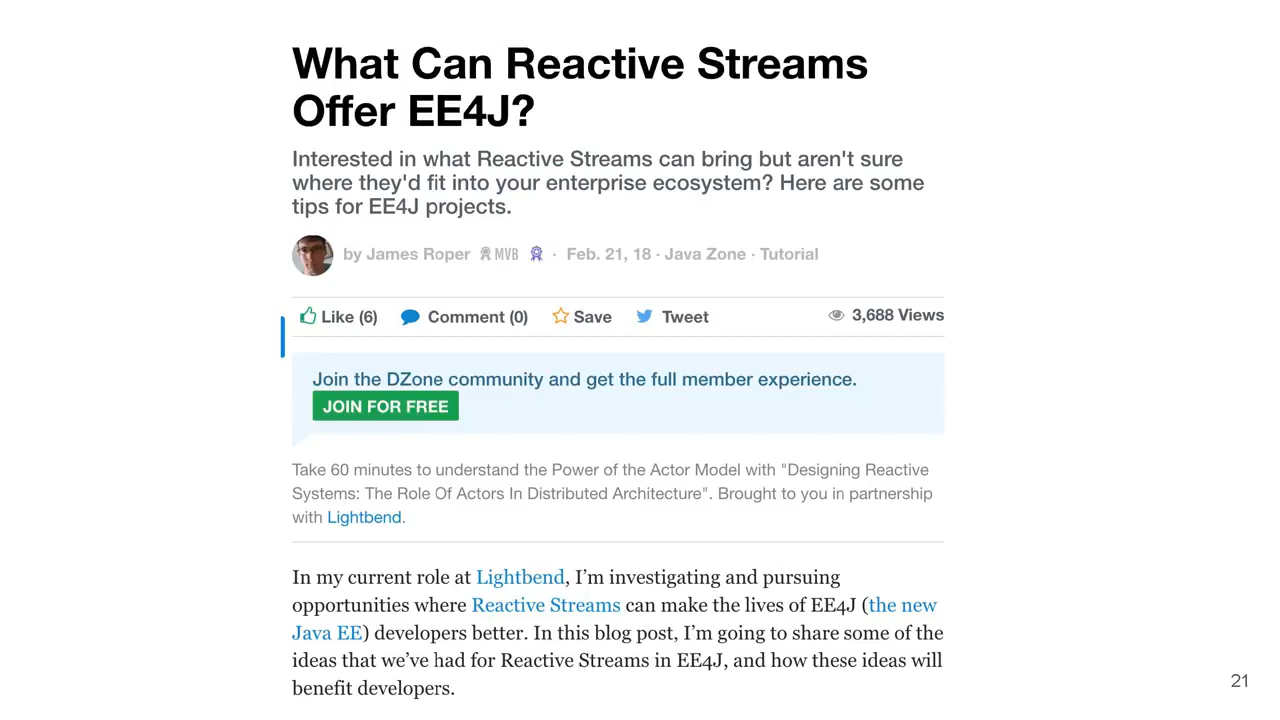 What Can Reactive Streams
Offer EE4J?
Interested in what Reactive Streams can bring but aren't sure
where they'd fit into your enterprise ecosystem? Here are some
tips for EE4J projects.
by James Roper MVB · Feb. 21, 18 · Java Zone · Tutorial
Like (6) Comment (0) Save Tweet 3,688 Views
Join the DZone community and get the full member experience.
JOIN FOR FREE
Take 60 minutes to understand the Power of the Actor Model with "Designing Reactive
Systems: The Role Of Actors In Distributed Architecture". Brought to you in partnership
with Lightbend.
In my current role at Lightbend, I’m investigating and pursuing
opportunities where Reactive Streams can make the lives of EE4J (the new
Java EE) developers better. In this blog post, I’m going to share some of the
ideas that we’ve had for Reactive Streams in EE4J, and how these ideas will
benefit developers.
21